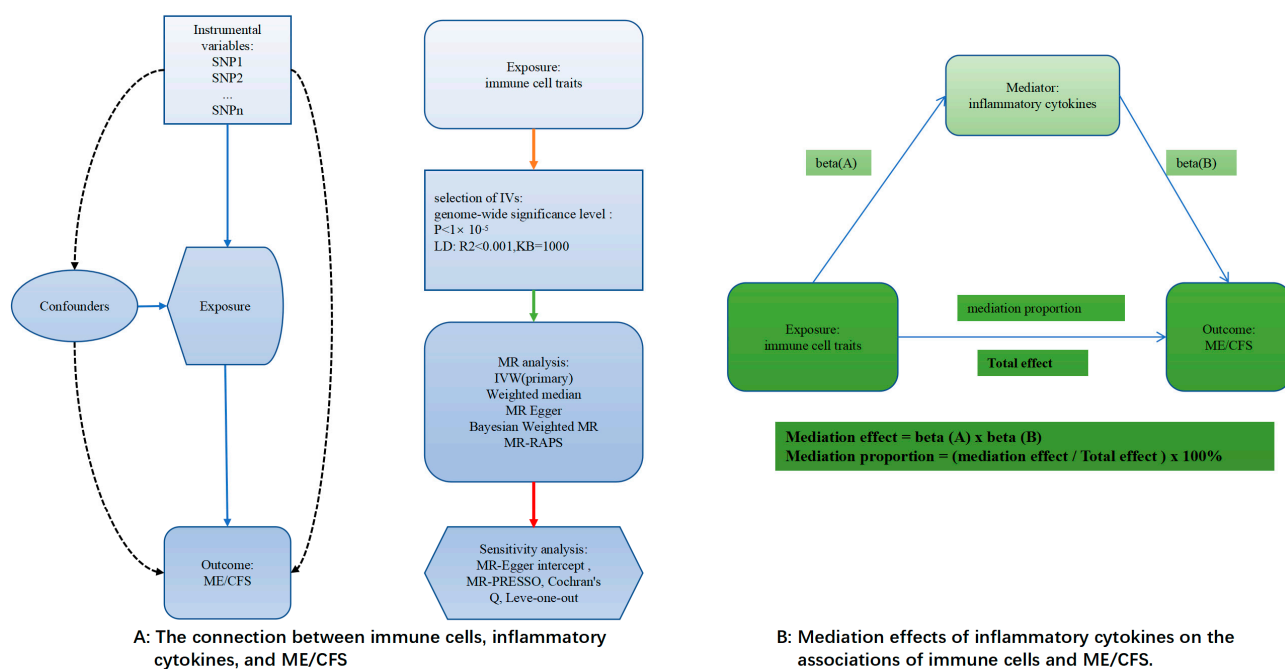 Instrumental
variables:
SNP1
SNP2
...
SNPn
Confounders
Exposure
Outcome:
ME/CFS
Exposure:
immune cell traits
selection of IVs:
genome-wide significance level :
P<1× 10⁻⁵
LD: R2<0.001,KB=1000
MR analysis:
IVW(primary)
Weighted median
MR Egger
Bayesian Weighted MR
MR-RAPS
Sensitivity analysis:
MR-Egger intercept ,
MR-PRESSO, Cochran's
Q, Leve-one-out
A: The connection between immune cells, inflammatory
cytokines, and ME/CFS
Mediator:
inflammatory cytokines
beta(A)
beta(B)
Exposure:
immune cell traits
mediation proportion
Total effect
Outcome:
ME/CFS
Mediation effect = beta (A) x beta (B)
Mediation proportion = (mediation effect / Total effect ) x 100%
B: Mediation effects of inflammatory cytokines on the
associations of immune cells and ME/CFS.